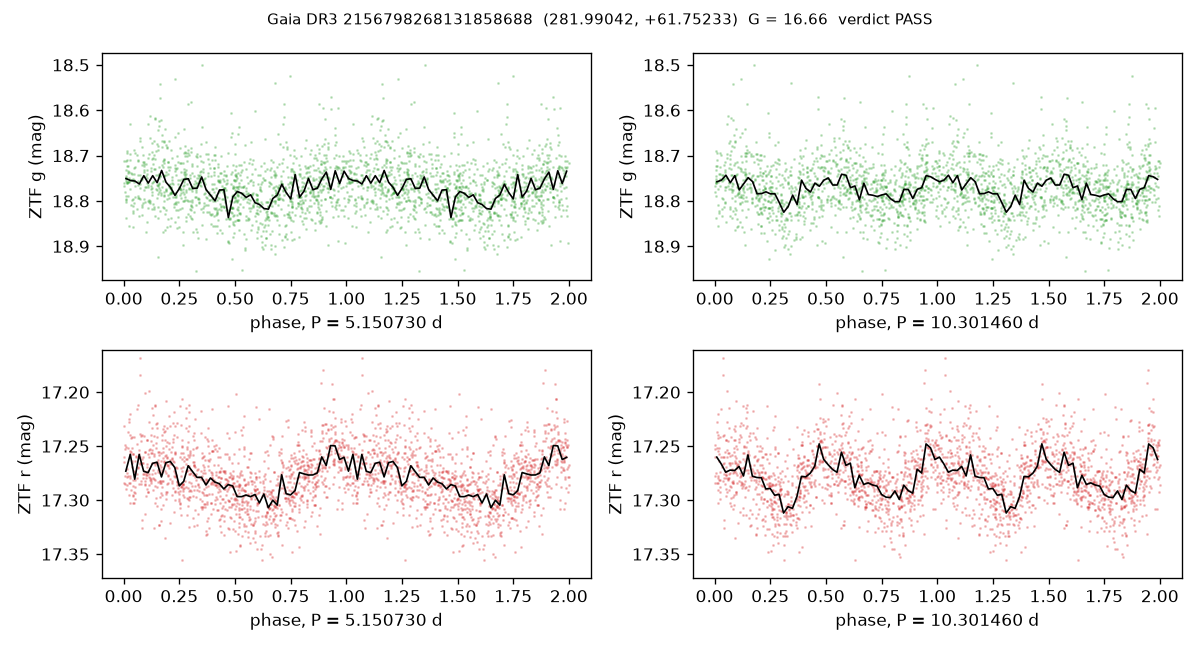 Gaia DR3 2156798268131858688 (281.99042, +61.75233) G = 16.66 verdict PASS
ZTF g (mag)
18.5
18.6
18.7
18.8
18.9
0.00 0.25 0.50 0.75 1.00 1.25 1.50 1.75 2.00
phase, P = 5.150730 d
ZTF g (mag)
18.5
18.6
18.7
18.8
18.9
0.00 0.25 0.50 0.75 1.00 1.25 1.50 1.75 2.00
phase, P = 10.301460 d
ZTF r (mag)
17.20
17.25
17.30
17.35
0.00 0.25 0.50 0.75 1.00 1.25 1.50 1.75 2.00
phase, P = 5.150730 d
ZTF r (mag)
17.20
17.25
17.30
17.35
0.00 0.25 0.50 0.75 1.00 1.25 1.50 1.75 2.00
phase, P = 10.301460 d